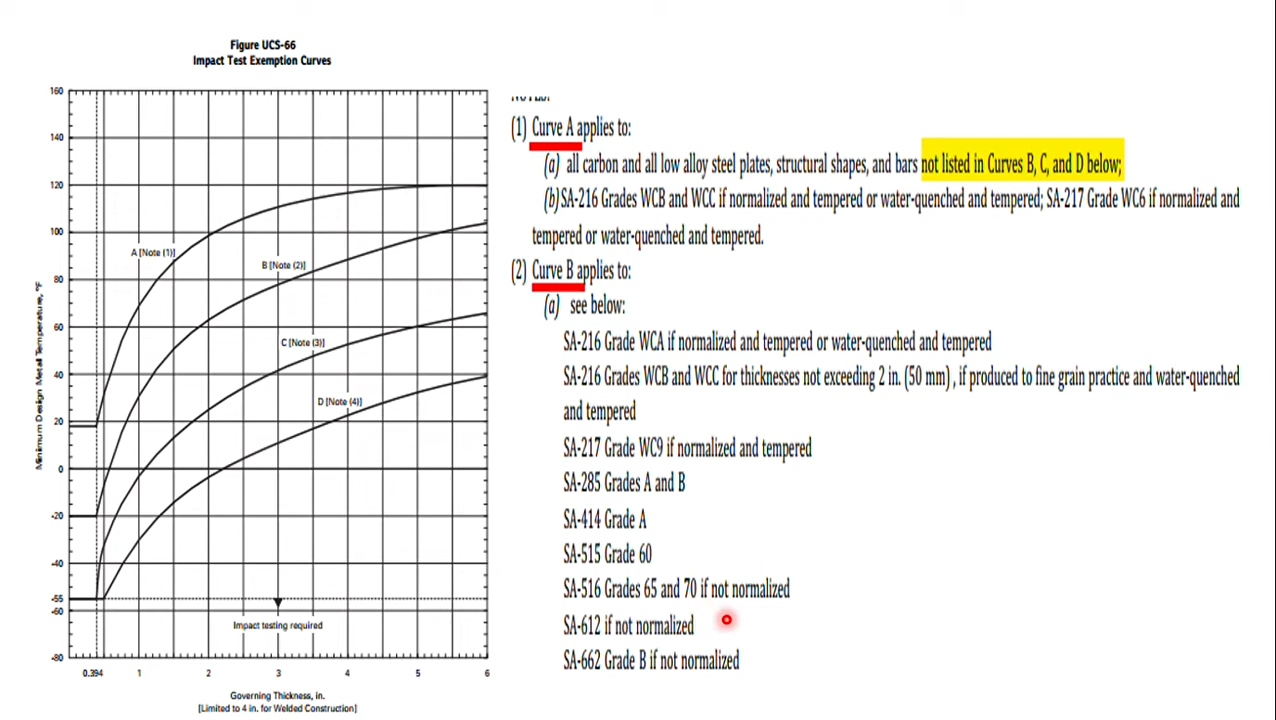 Figure UCS-66
Impact Test Exemption Curves
160
140
120
100
80
60
40
20
0
-20
-40
-55
-60
-80
Minimum Design Metal Temperature, °F
A [Note (1)]
B [Note (2)]
C [Note (3)]
D [Note (4)]
Impact testing required
0.394
1
2
3
4
5
6
Governing Thickness, in.
[Limited to 4 in. for Welded Construction]
(1) Curve A applies to:
(a) all carbon and all low alloy steel plates, structural shapes, and bars not listed in Curves B, C, and D below;
(b) SA-216 Grades WCB and WCC if normalized and tempered or water-quenched and tempered; SA-217 Grade WC6 if normalized and
tempered or water-quenched and tempered.
(2) Curve B applies to:
(a) see below:
SA-216 Grade WCA if normalized and tempered or water-quenched and tempered
SA-216 Grades WCB and WCC for thicknesses not exceeding 2 in. (50 mm) , if produced to fine grain practice and water-quenched
and tempered
SA-217 Grade WC9 if normalized and tempered
SA-285 Grades A and B
SA-414 Grade A
SA-515 Grade 60
SA-516 Grades 65 and 70 if not normalized
SA-612 if not normalized
SA-662 Grade B if not normalized